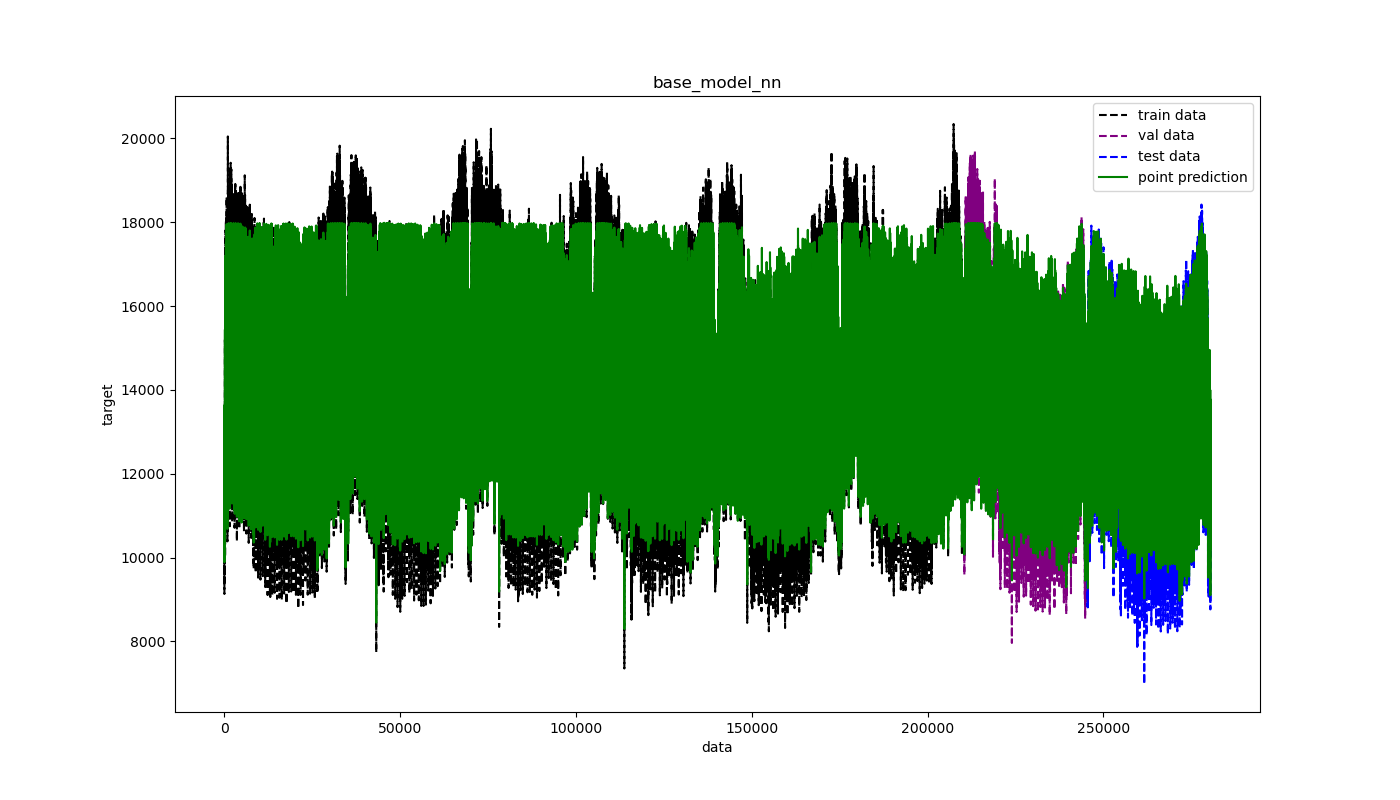 base_model_nn
train data
val data
test data
point prediction
20000
18000
16000
14000
12000
10000
8000
target
0
50000
100000
150000
200000
250000
data